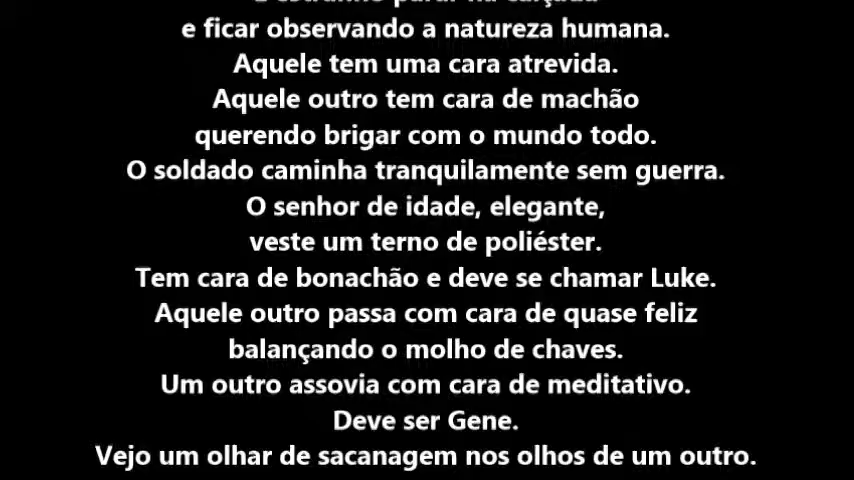 e ficar observando a natureza humana.
Aquele tem uma cara atrevida.
Aquele outro tem cara de machão
querendo brigar com o mundo todo.
O soldado caminha tranquilamente sem guerra.
O senhor de idade, elegante,
veste um terno de poliéster.
Tem cara de bonachão e deve se chamar Luke.
Aquele outro passa com cara de quase feliz
balançando o molho de chaves.
Um outro assovia com cara de meditativo.
Deve ser Gene.
Vejo um olhar de sacanagem nos olhos de um outro.